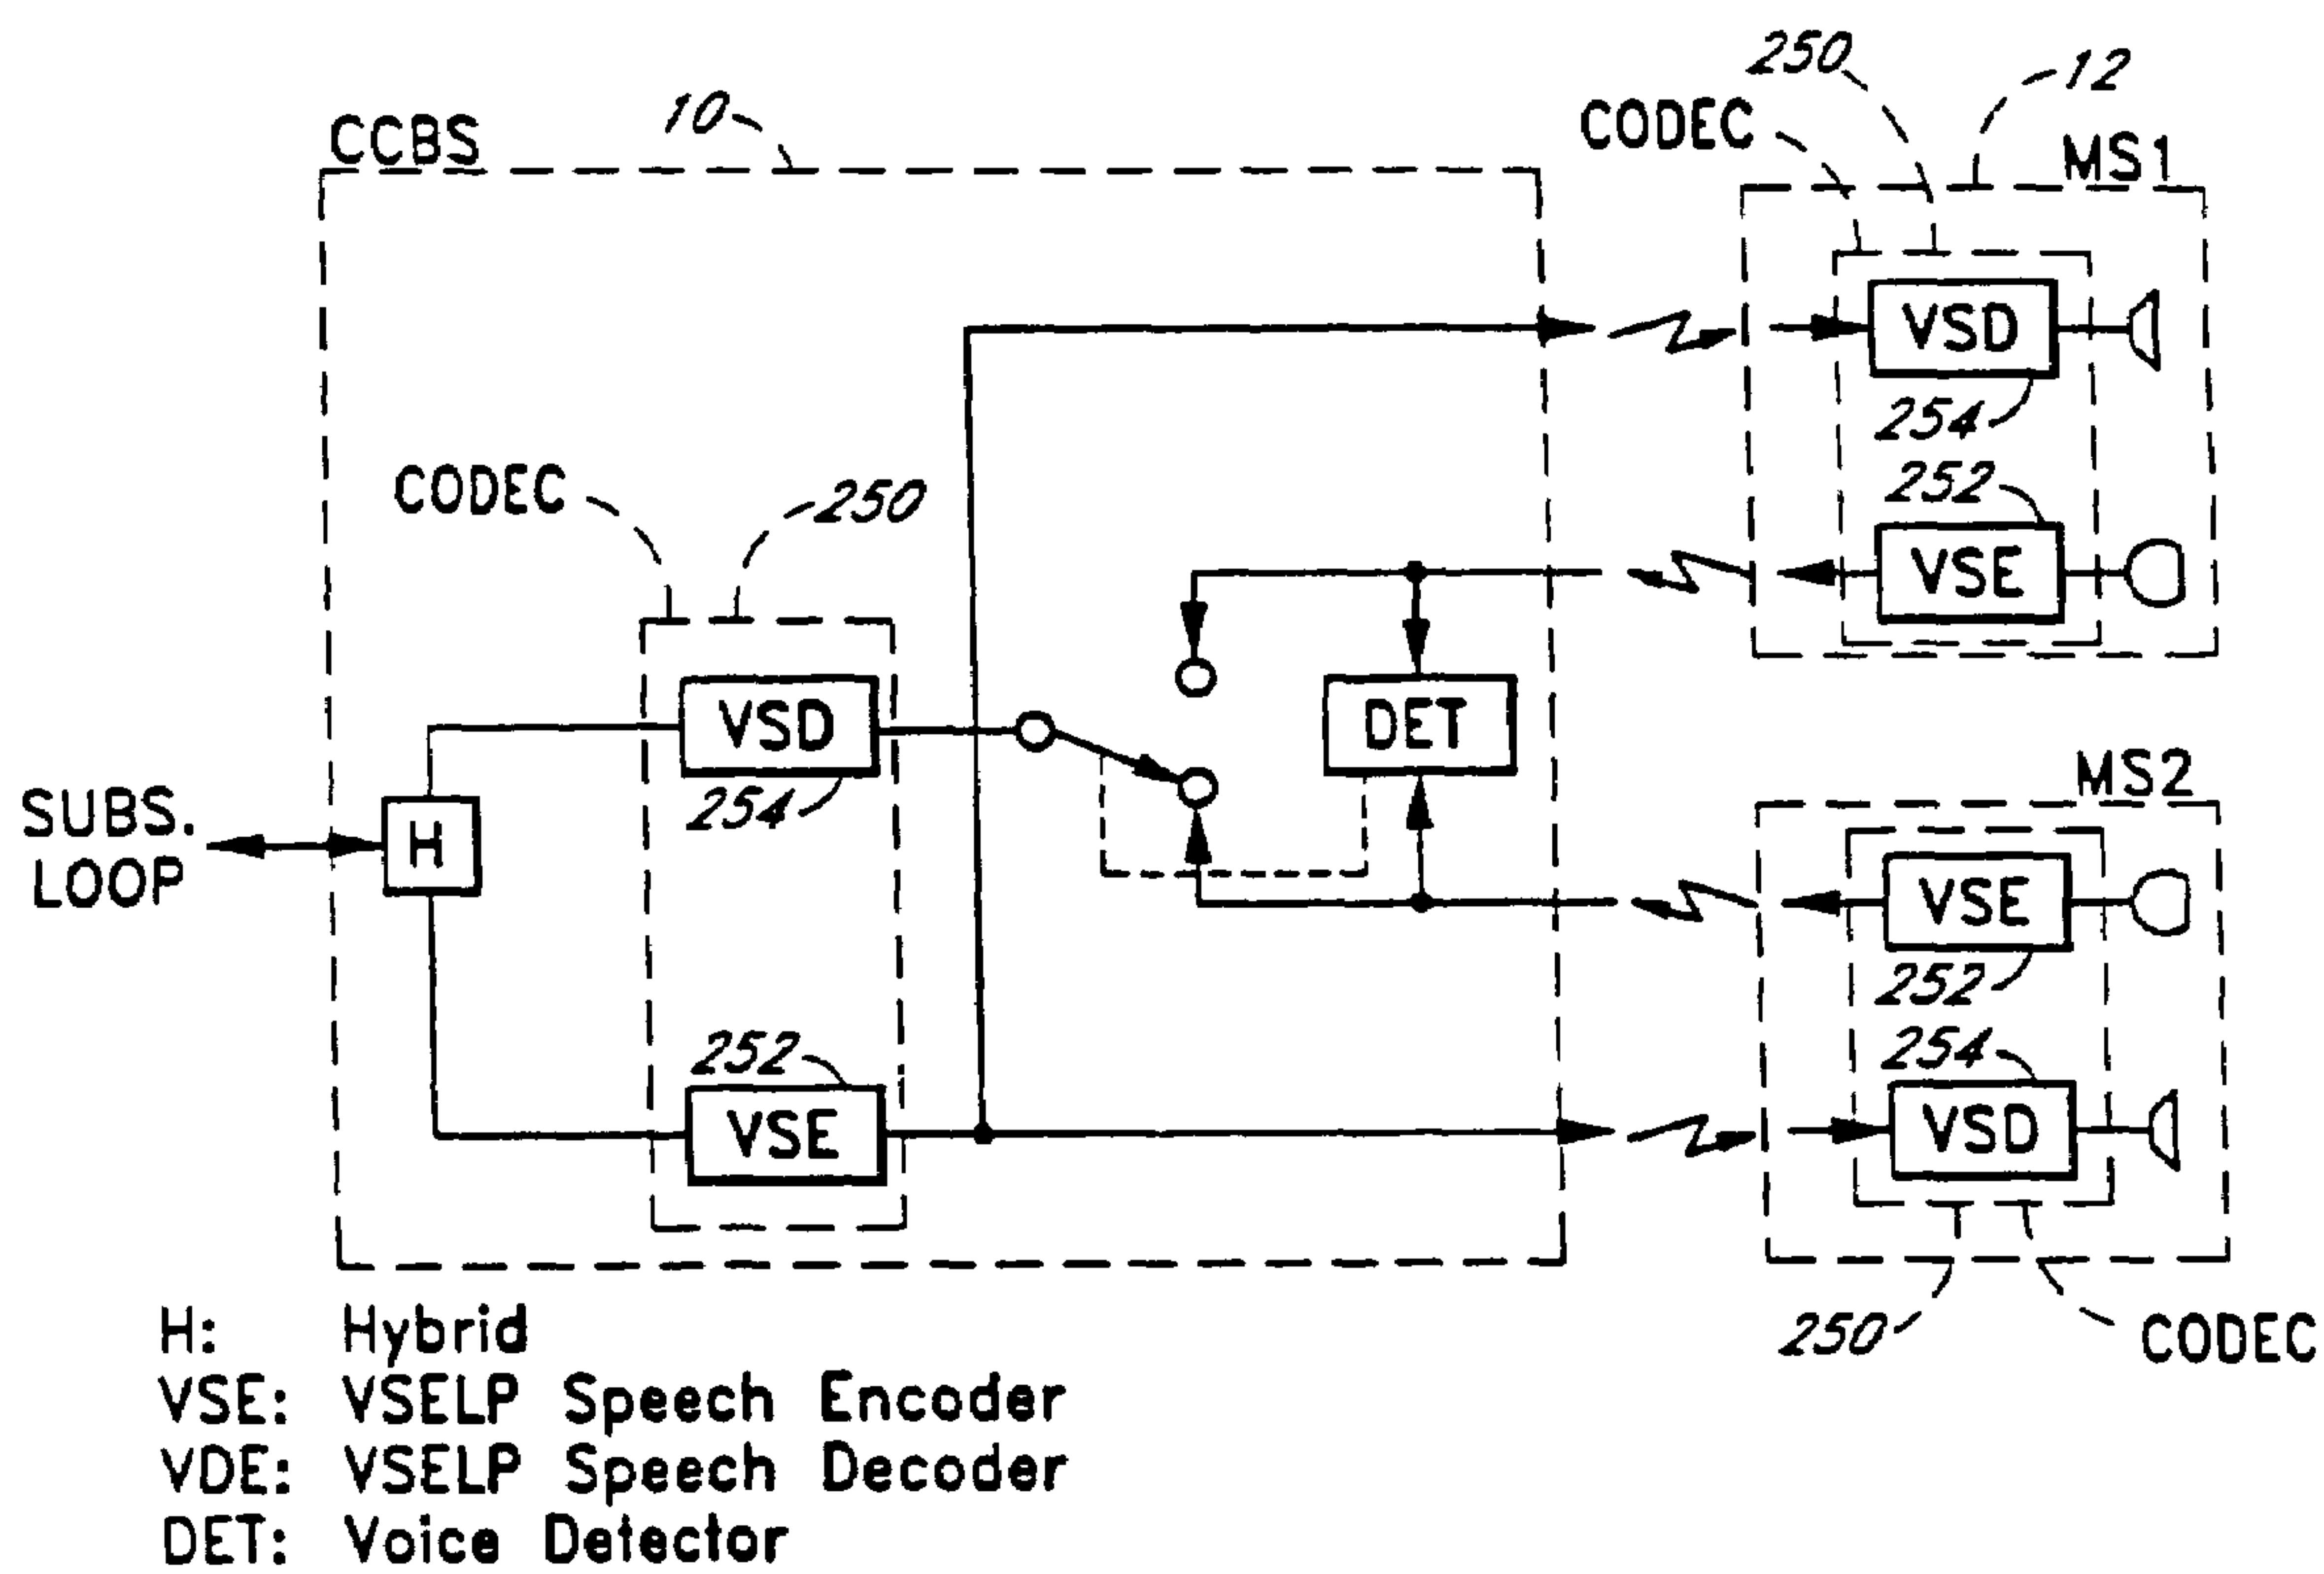 250
12
CODEC
MS1
10
CCBS
VSD
254
252
VSE
CODEC
250
VSD
254
DET
MS2
SUBS.
LOOP
H
VSE
252
254
VSD
252
VSE
250
CODEC
H: Hybrid
VSE: VSELP Speech Encoder
VDE: VSELP Speech Decoder
DET: Voice Detector